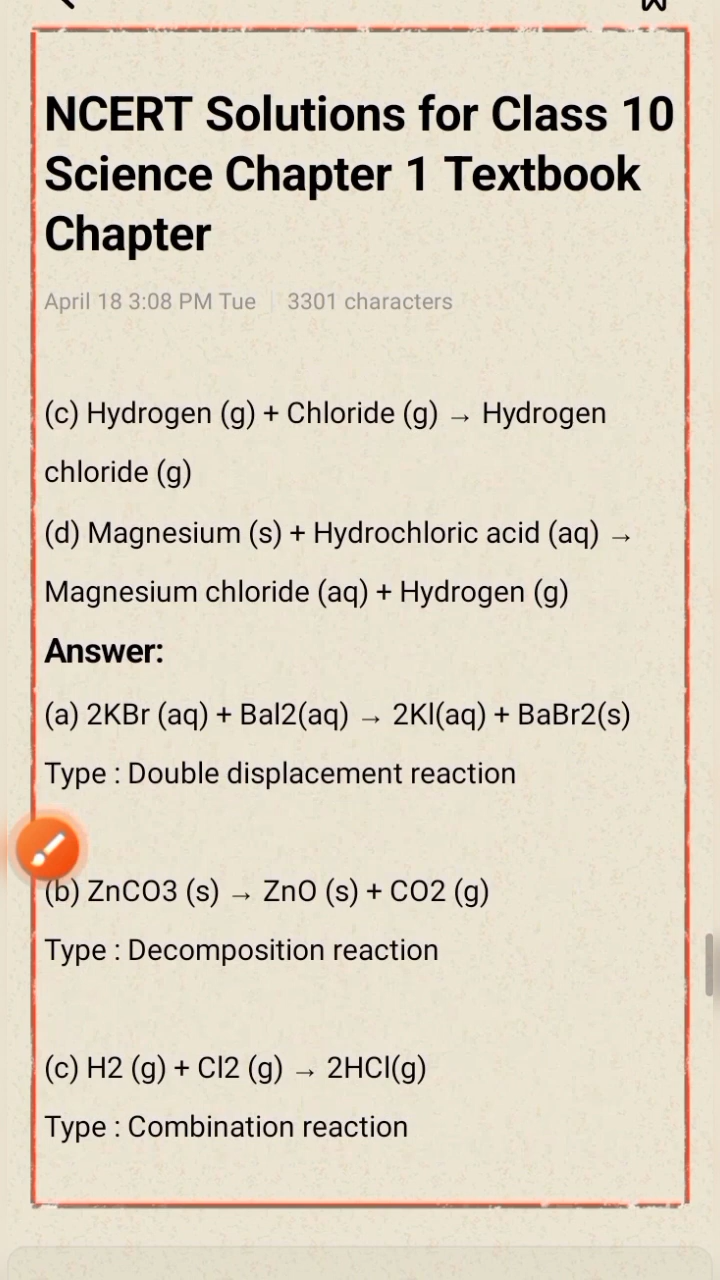 NCERT Solutions for Class 10
Science Chapter 1 Textbook
Chapter
April 18 3:08 PM Tue | 3301 characters
(c) Hydrogen (g) + Chloride (g) → Hydrogen
chloride (g)
(d) Magnesium (s) + Hydrochloric acid (aq) →
Magnesium chloride (aq) + Hydrogen (g)
Answer:
(a) 2KBr (aq) + Bal2(aq) → 2Kl(aq) + BaBr2(s)
Type : Double displacement reaction
(b) ZnCO3 (s) → ZnO (s) + CO2 (g)
Type : Decomposition reaction
(c) H2 (g) + Cl2 (g) → 2HCl(g)
Type : Combination reaction